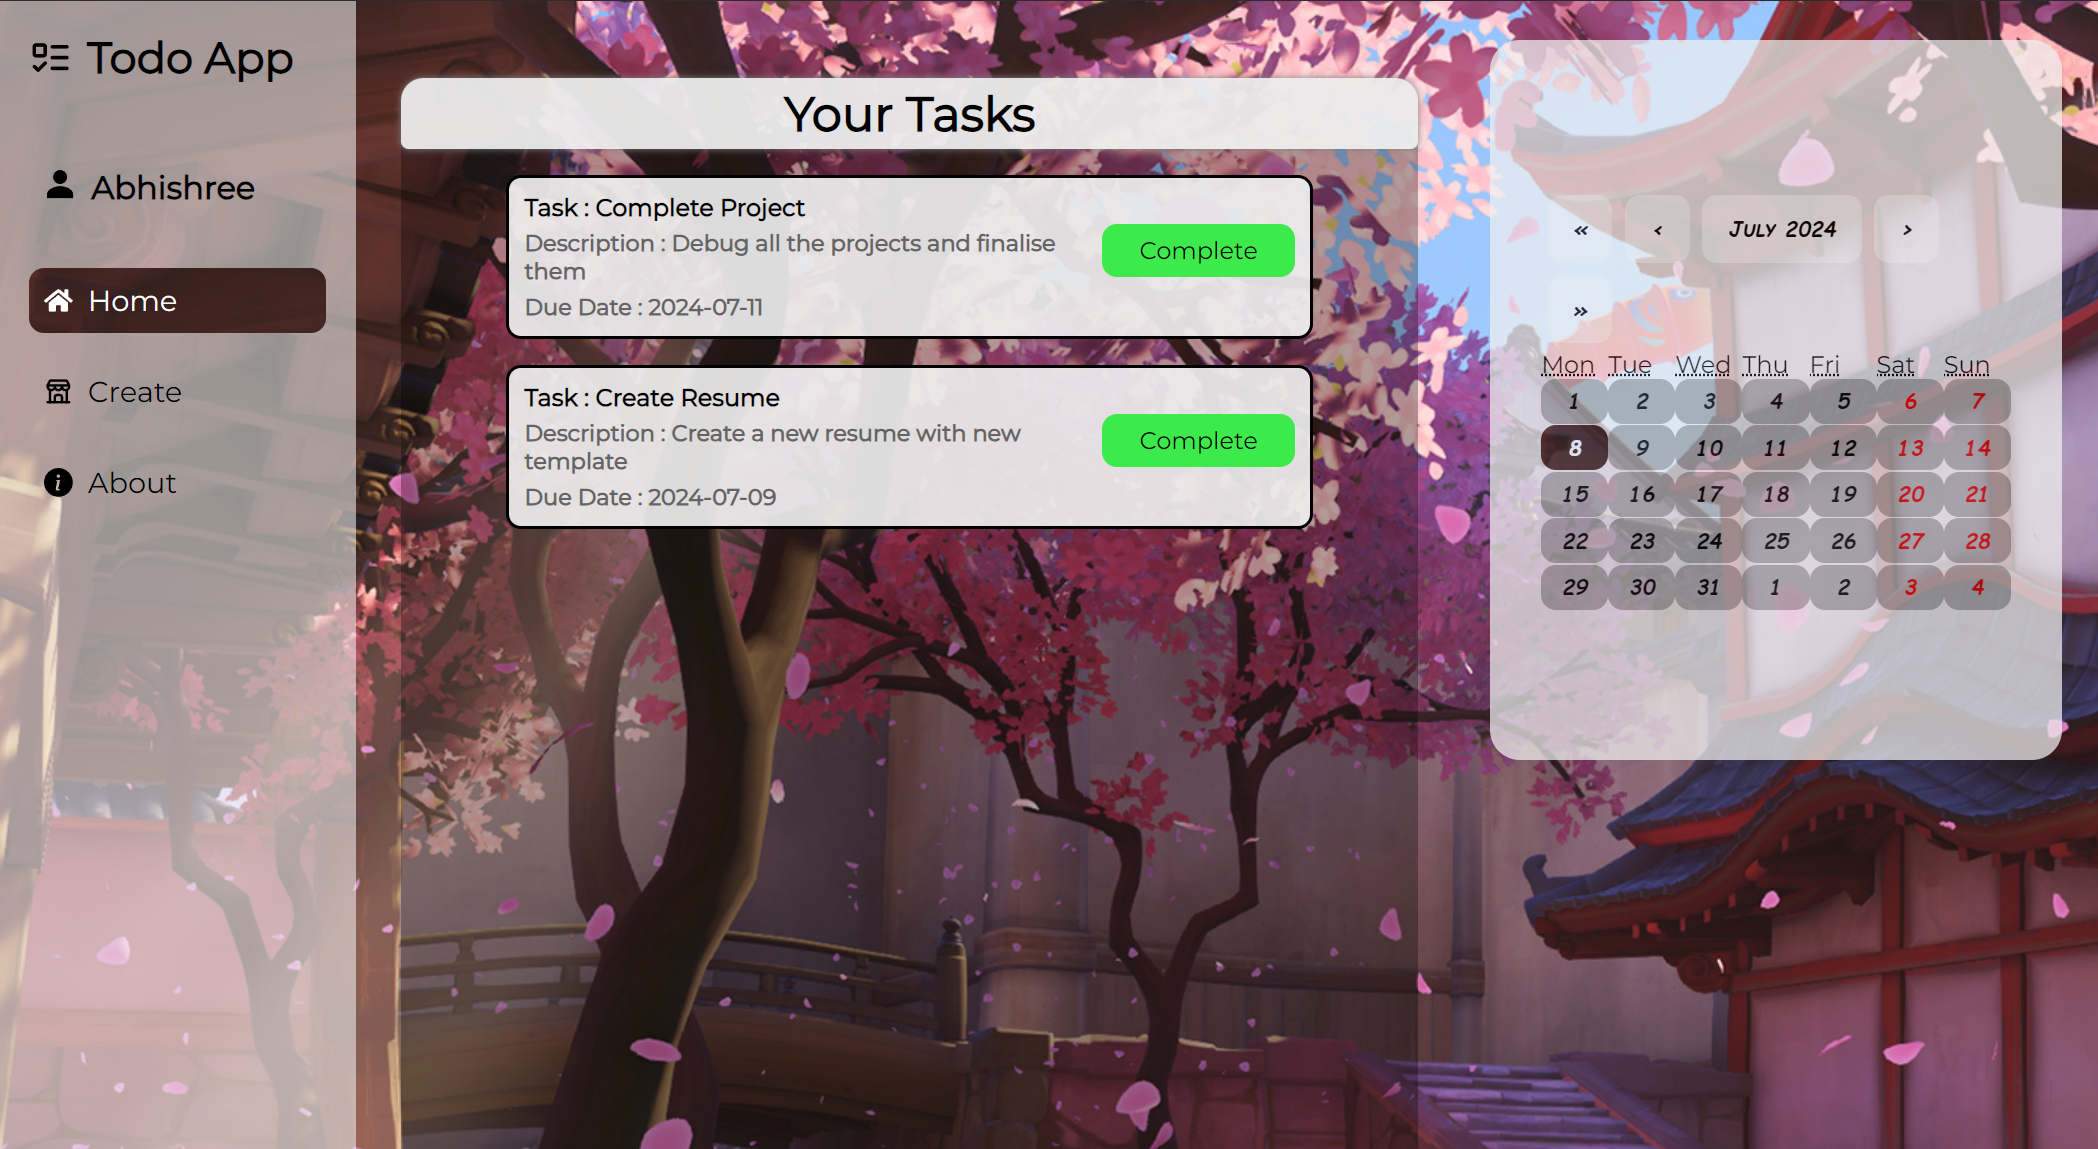 Todo App
Abhishree
Home
Create
About
Your Tasks
Task : Complete Project
Description : Debug all the projects and finalise
them
Due Date : 2024-07-11
Complete
Task : Create Resume
Description : Create a new resume with new
template
Due Date : 2024-07-09
Complete
« ‹ July 2024 ›
»
Mon Tue Wed Thu Fri Sat Sun
1 2 3 4 5 6 7
8 9 10 11 12 13 14
15 16 17 18 19 20 21
22 23 24 25 26 27 28
29 30 31 1 2 3 4